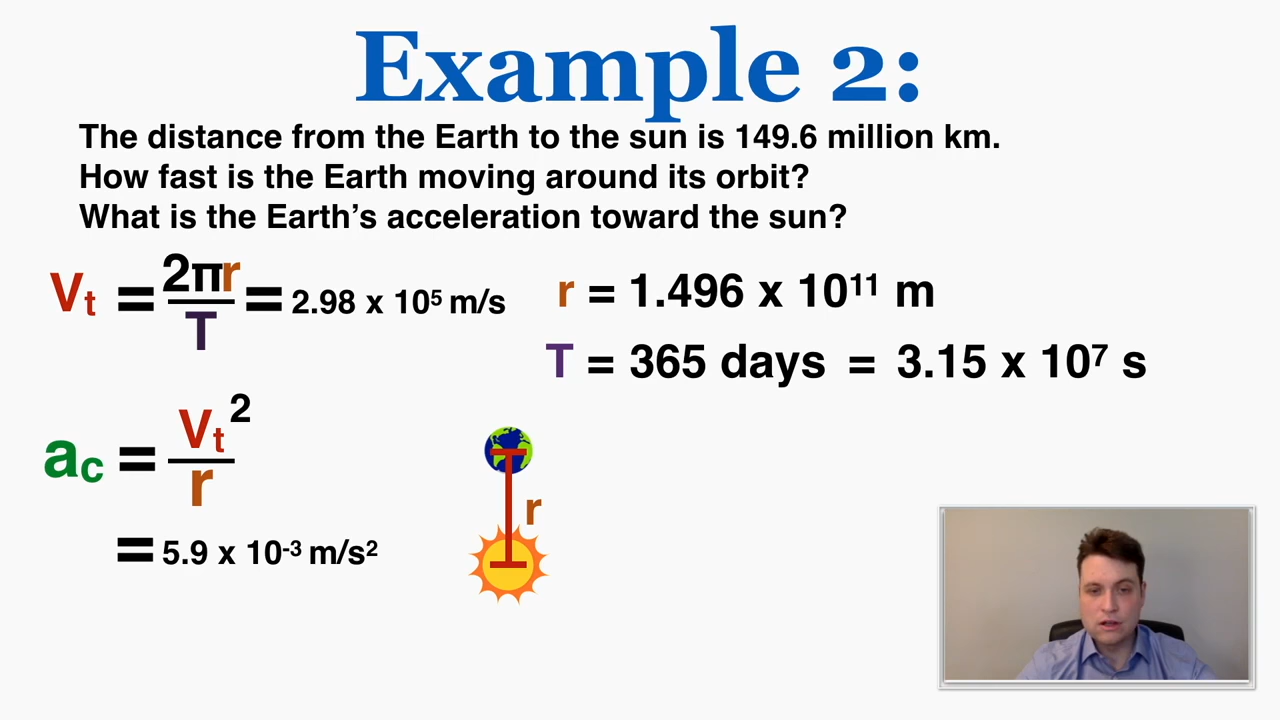 Example 2:
The distance from the Earth to the sun is 149.6 million km.
How fast is the Earth moving around its orbit?
What is the Earth’s acceleration toward the sun?
Vt = 2πr/T = 2.98 x 10⁵ m/s
r = 1.496 x 10¹¹ m
T = 365 days = 3.15 x 10⁷ s
ac = Vt²/r
= 5.9 x 10⁻³ m/s²
r